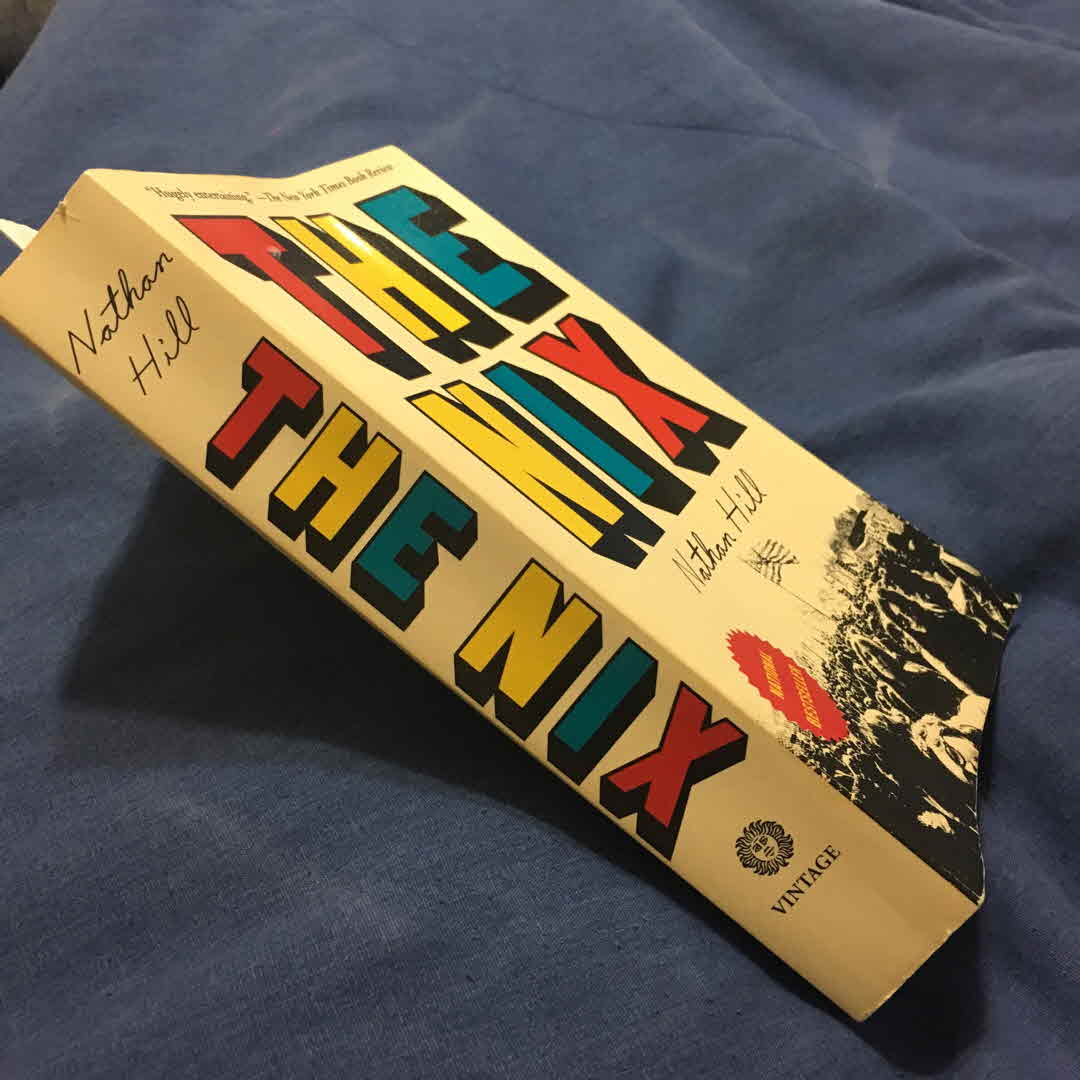 "Hugely entertaining." —The New York Times Book Review
THE
NIX
Nathan Hill
NATIONAL
BESTSELLER
Nathan
Hill
THE NIX
VINTAGE